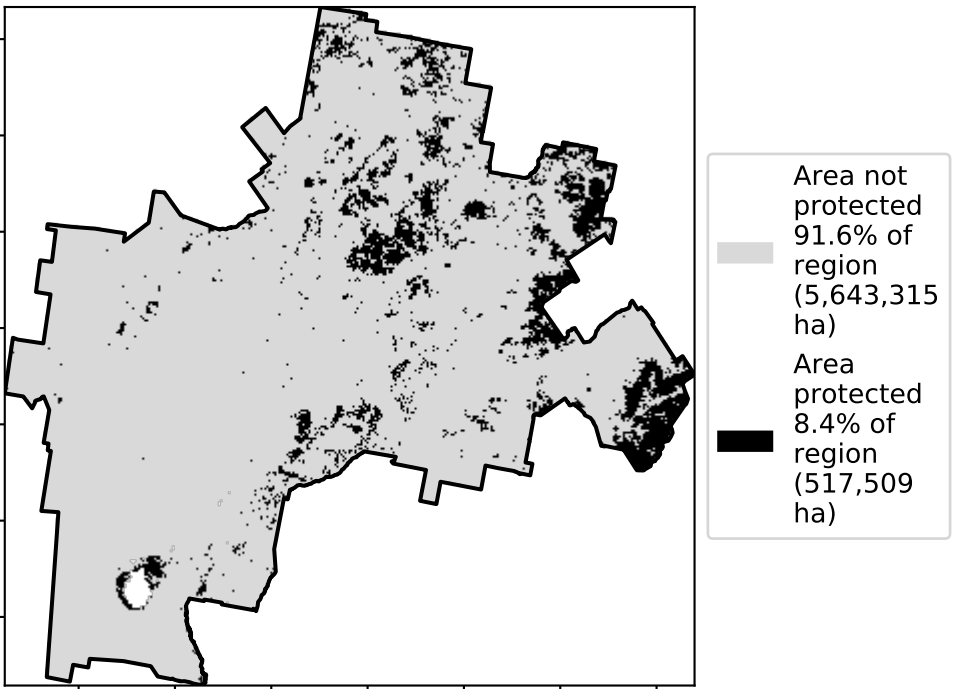 Area not
protected
91.6% of
region
(5,643,315
ha)
Area
protected
8.4% of
region
(517,509
ha)